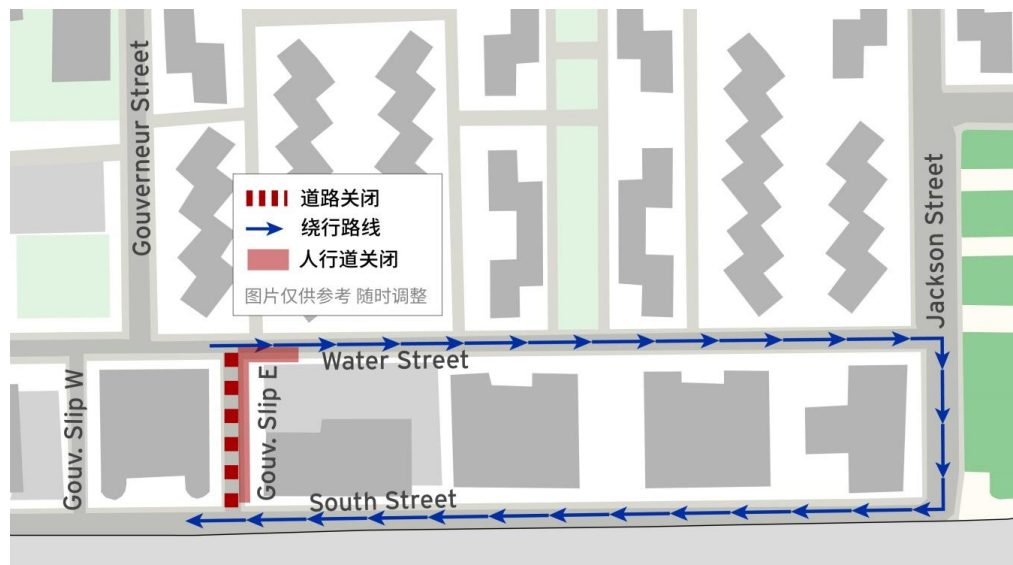 Gouverneur Street
道路关闭
绕行路线
人行道关闭
图片仅供参考 随时调整
Jackson Street
Water Street
Gouv. Slip W
Gouv. Slip E
South Street